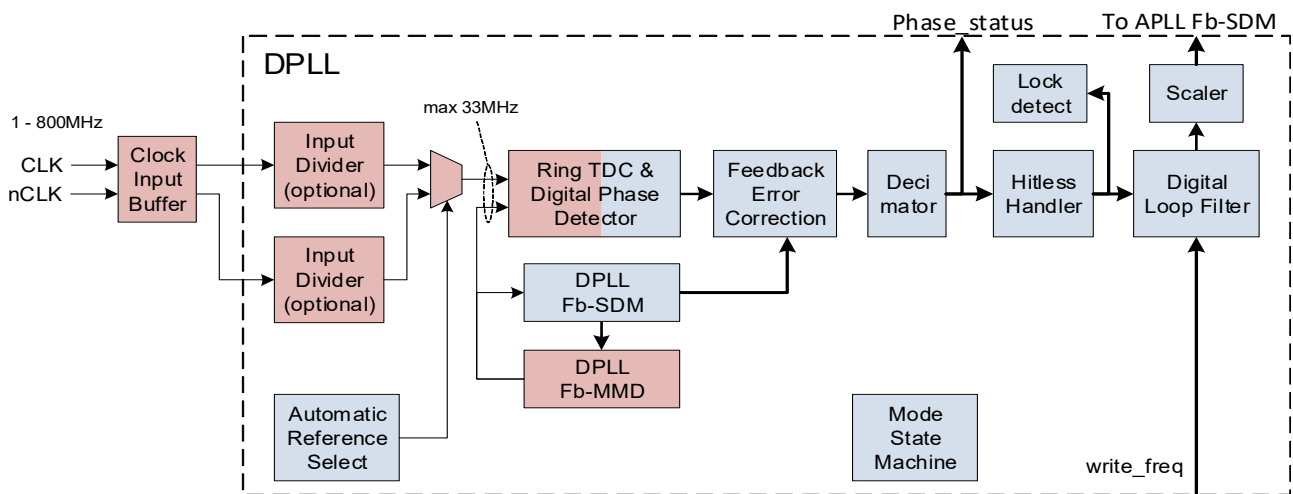 Phase_status
To APLL Fb-SDM
DPLL
max 33MHz
Lock
detect
Scaler
1 - 800MHz
CLK
nCLK
Clock
Input
Buffer
Input
Divider
(optional)
Ring TDC &
Digital Phase
Detector
Feedback
Error
Correction
Deci
mator
Hitless
Handler
Digital
Loop Filter
Input
Divider
(optional)
DPLL
Fb-SDM
DPLL
Fb-MMD
Automatic
Reference
Select
Mode
State
Machine
write_freq